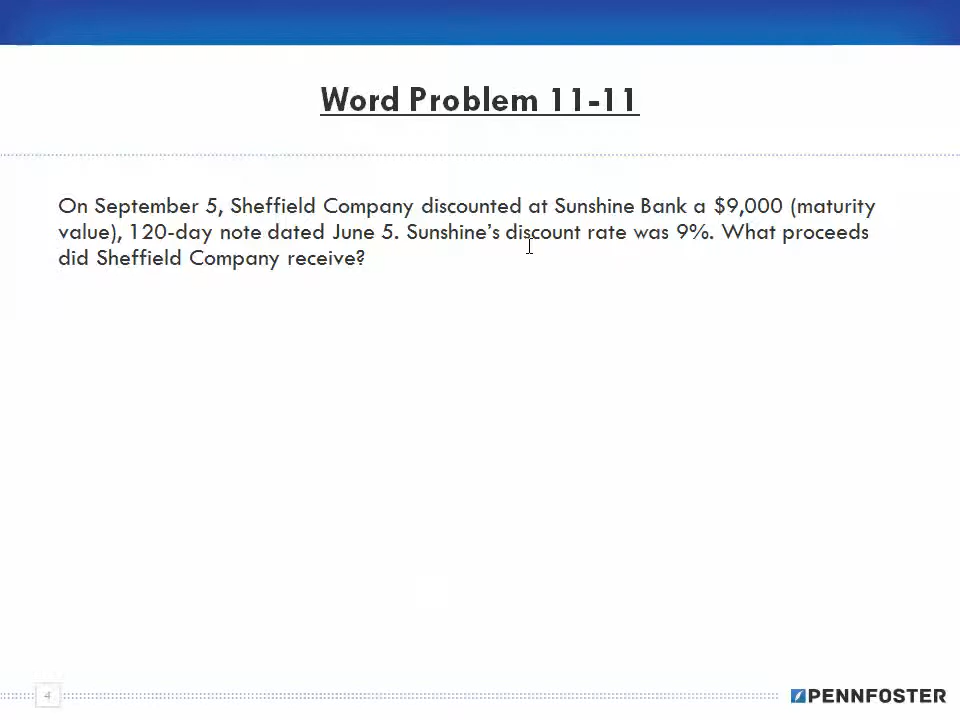 Word Problem 11-11
On September 5, Sheffield Company discounted at Sunshine Bank a $9,000 (maturity
value), 120-day note dated June 5. Sunshine's discount rate was 9%. What proceeds
did Sheffield Company receive?
4
PENNFOSTER